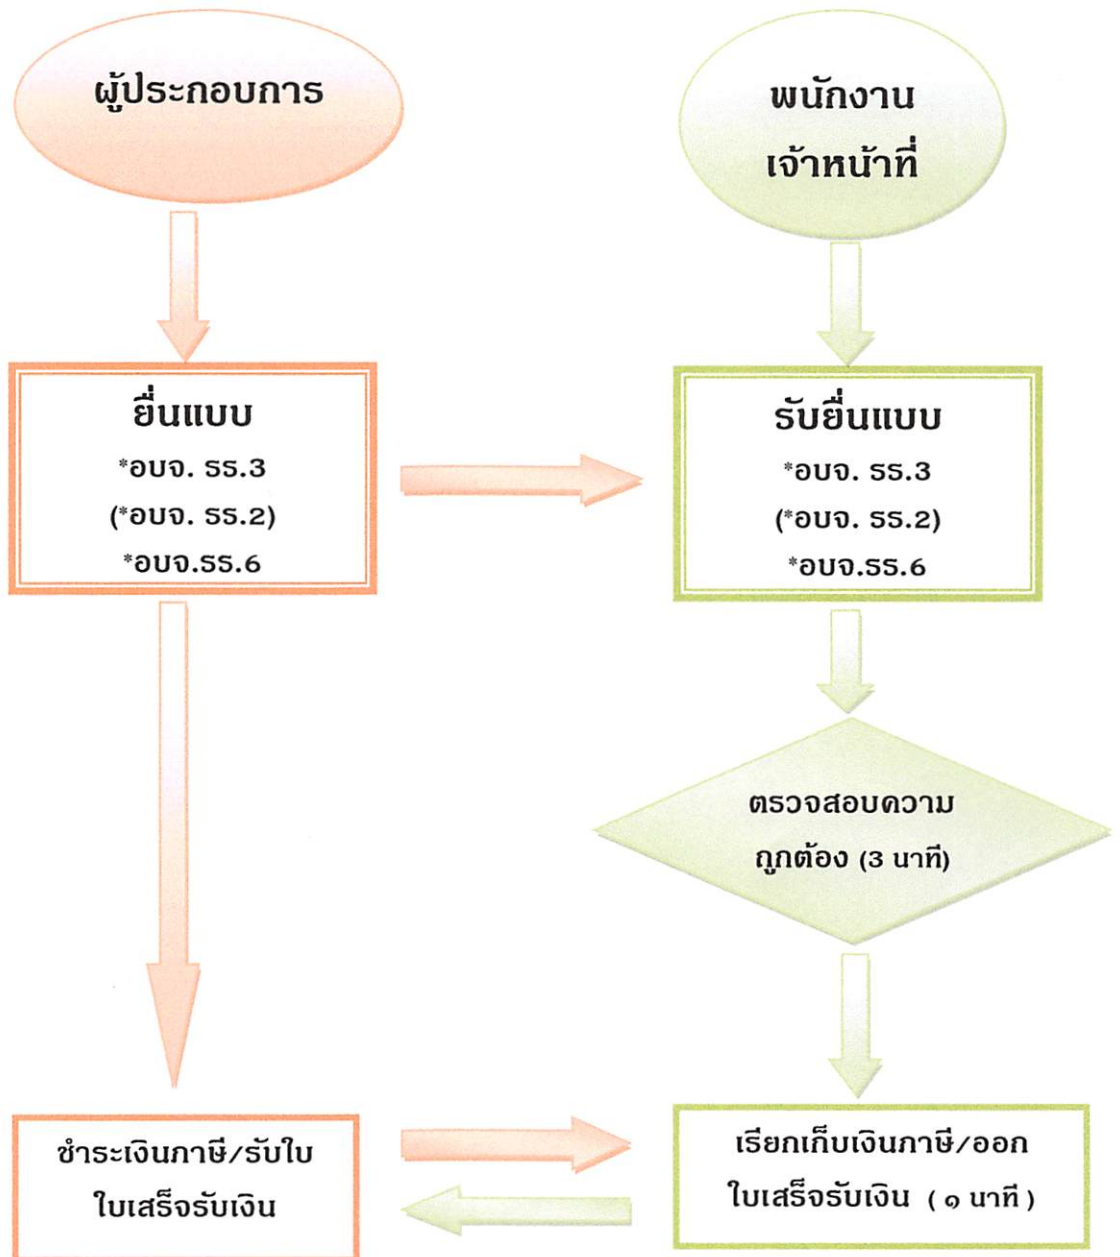 ผู้ประกอบการ
พนักงาน
เจ้าหน้าที่
ยื่นแบบ
*อบจ. รร.3
(*อบจ. รร.2)
*อบจ.รร.6
รับยื่นแบบ
*อบจ. รร.3
(*อบจ. รร.2)
*อบจ.รร.6
ตรวจสอบความ
ถูกต้อง (3 นาที)
ชำระเงินภาษี/รับใบ
ใบเสร็จรับเงิน
เรียกเก็บเงินภาษี/ออก
ใบเสร็จรับเงิน ( ๑ นาที )